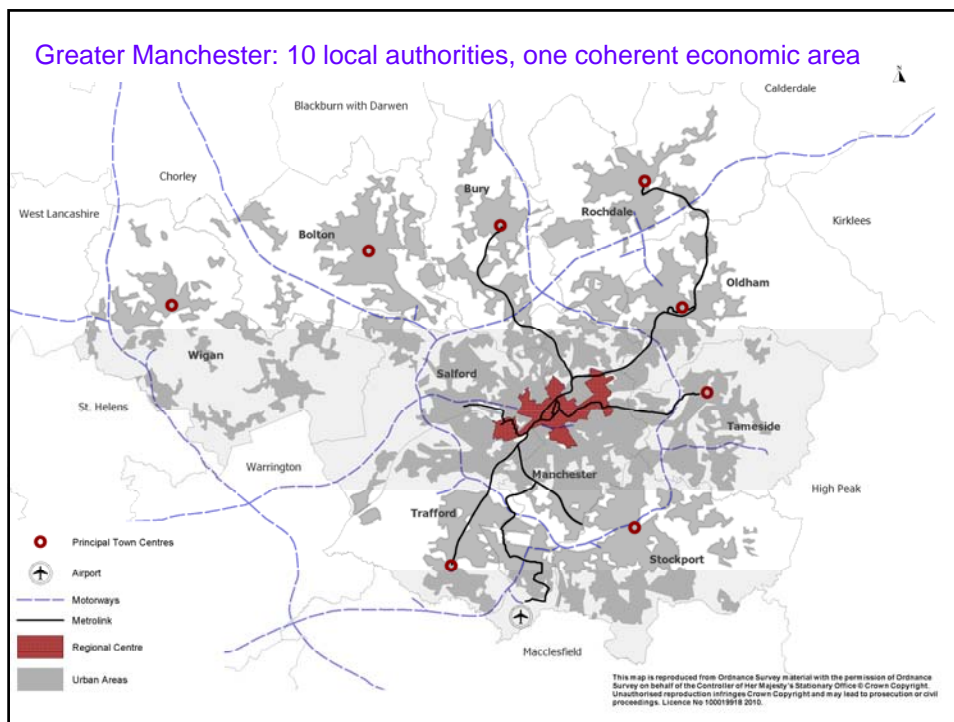 Greater Manchester: 10 local authorities, one coherent economic area
N
Calderdale
Blackburn with Darwen
Chorley
Bury
West Lancashire
Rochdale
Kirklees
Bolton
Oldham
Wigan
Salford
St. Helens
Tameside
Warrington
Manchester
High Peak
Trafford
Stockport
Macclesfield
Principal Town Centres
Airport
Motorways
Metrolink
Regional Centre
Urban Areas
This map is reproduced from Ordnance Survey material with the permission of Ordnance
Survey on behalf of the Controller of Her Majesty's Stationary Office © Crown Copyright.
Unauthorised reproduction infringes Crown Copyright and may lead to prosecution or civil
proceedings. Licence No 100019918 2010.